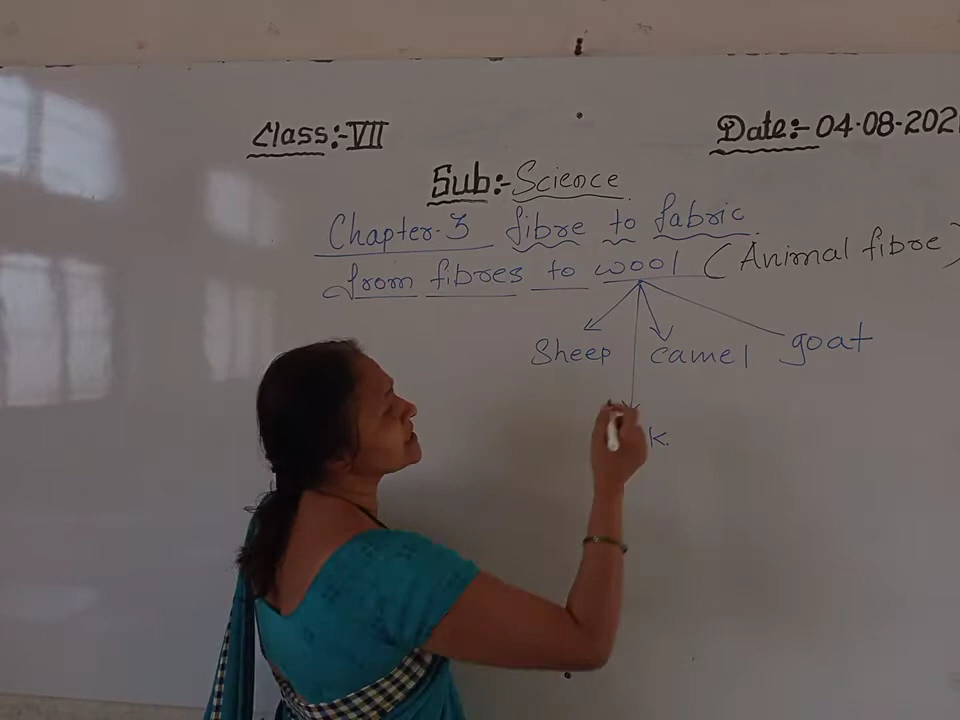 Class:-VII
Date:- 04-08-202
Sub:- Science
Chapter-3 fibre to fabric
from fibres to wool (Animal fibre)
Sheep camel goat
k